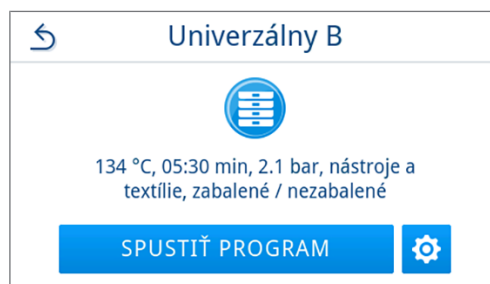 Univerzálny B
134 °C, 05:30 min, 2.1 bar, nástroje a
textílie, zabalené / nezabalené
SPUSTIŤ PROGRAM